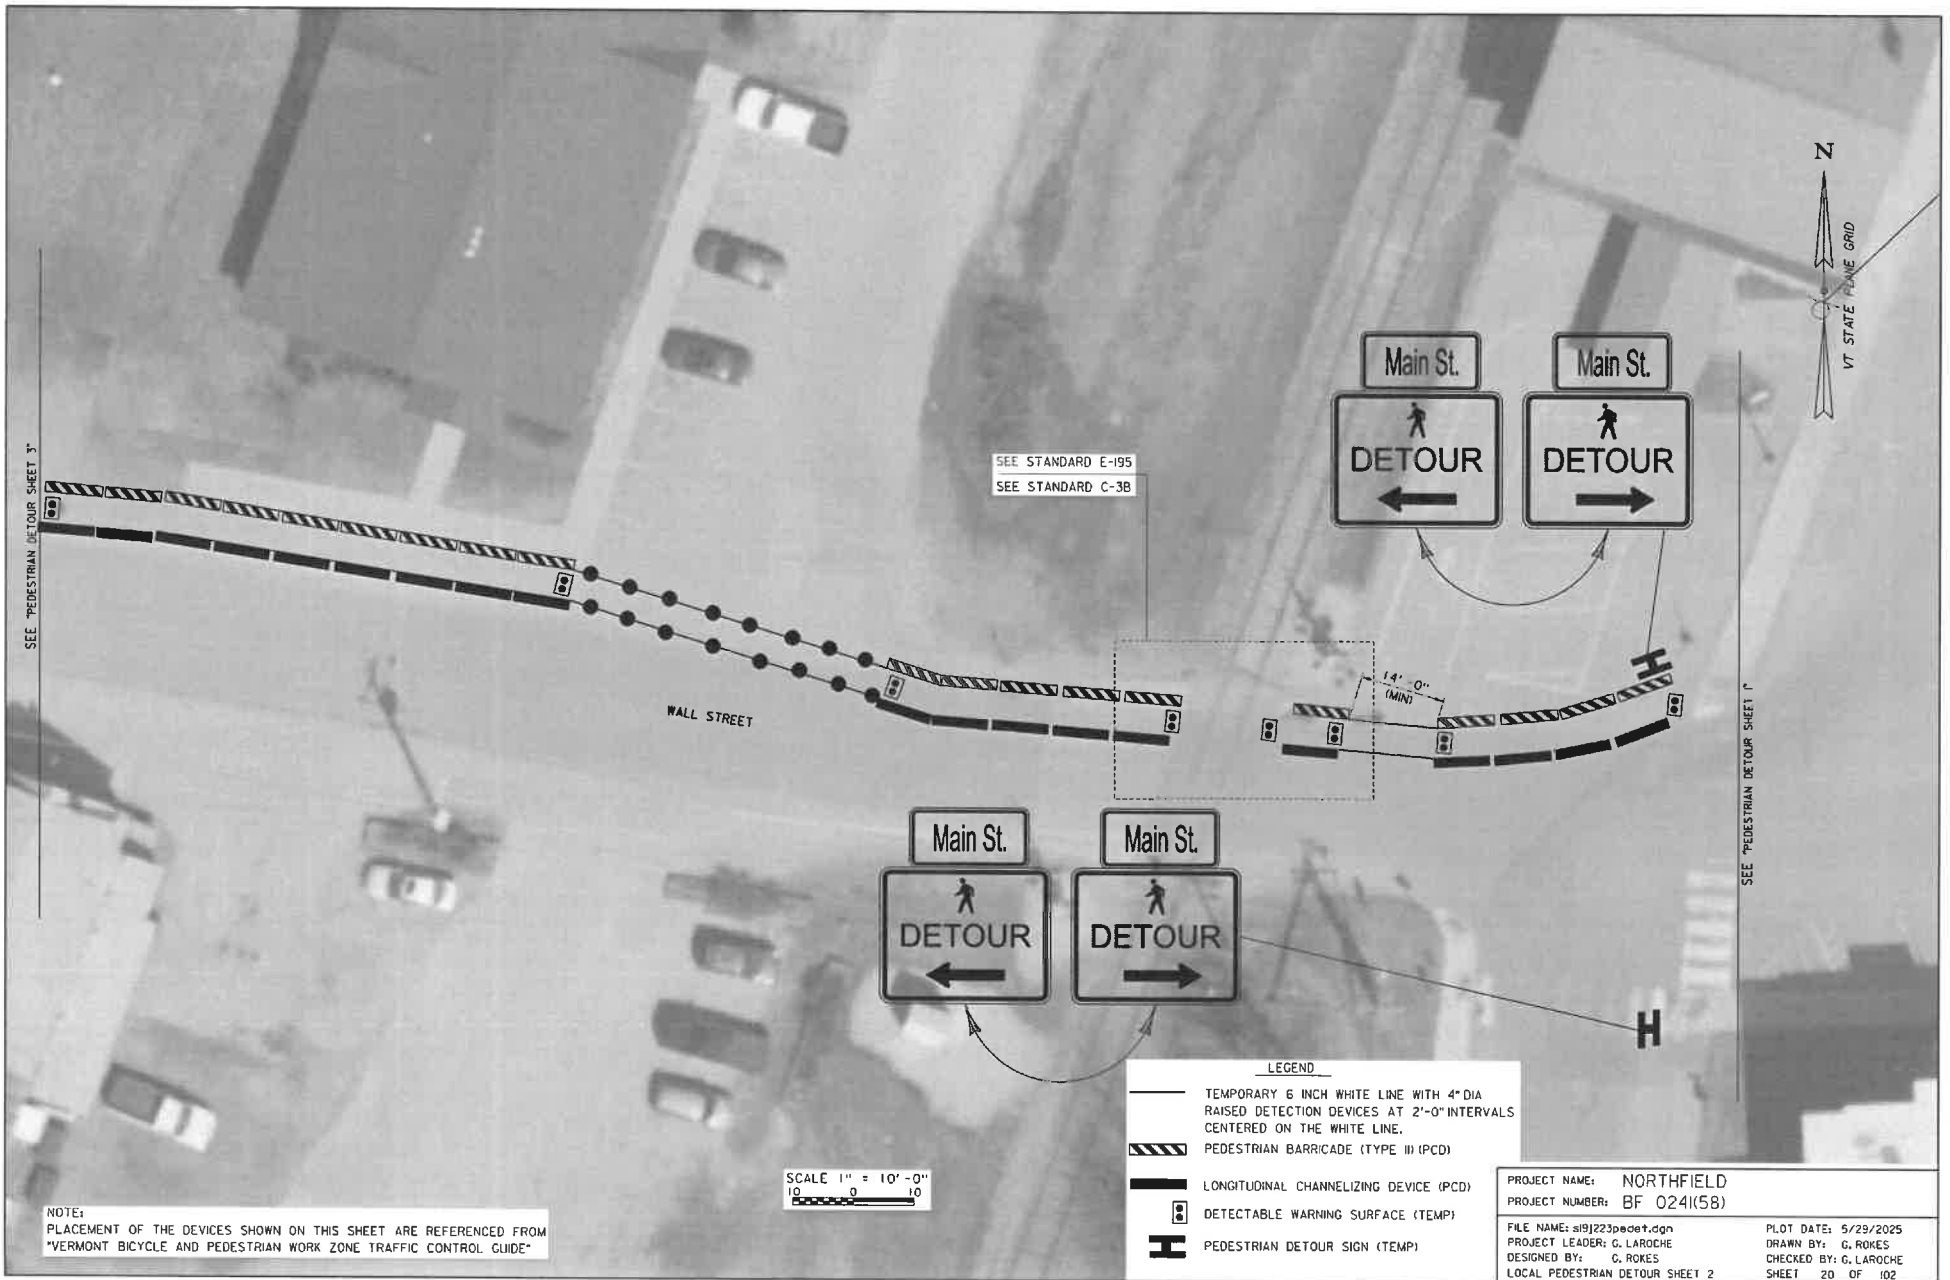 N
VT STATE PLANE GRID
Main St.
DETOUR
Main St.
DETOUR
SEE STANDARD E-195
SEE STANDARD C-3B
SEE "PEDESTRIAN DETOUR SHEET 3"
14'-0"
(MIN)
WALL STREET
SEE "PEDESTRIAN DETOUR SHEET 1"
Main St.
DETOUR
Main St.
DETOUR
LEGEND
TEMPORARY 6 INCH WHITE LINE WITH 4" DIA
RAISED DETECTION DEVICES AT 2'-0" INTERVALS
CENTERED ON THE WHITE LINE.
PEDESTRIAN BARRICADE (TYPE II) (PCD)
LONGITUDINAL CHANNELIZING DEVICE (PCD)
DETECTABLE WARNING SURFACE (TEMP)
PEDESTRIAN DETOUR SIGN (TEMP)
SCALE 1" = 10'-0"
10 0 10
NOTE:
PLACEMENT OF THE DEVICES SHOWN ON THIS SHEET ARE REFERENCED FROM
"VERMONT BICYCLE AND PEDESTRIAN WORK ZONE TRAFFIC CONTROL GUIDE"
PROJECT NAME: NORTHFIELD
PROJECT NUMBER: BF 0241(58)
FILE NAME: s19j223pedet.dgn
PLOT DATE: 5/29/2025
PROJECT LEADER: G. LAROCHE
DRAWN BY: G. ROKES
DESIGNED BY: G. ROKES
CHECKED BY: G. LAROCHE
LOCAL PEDESTRIAN DETOUR SHEET 2
SHEET 20 OF 102